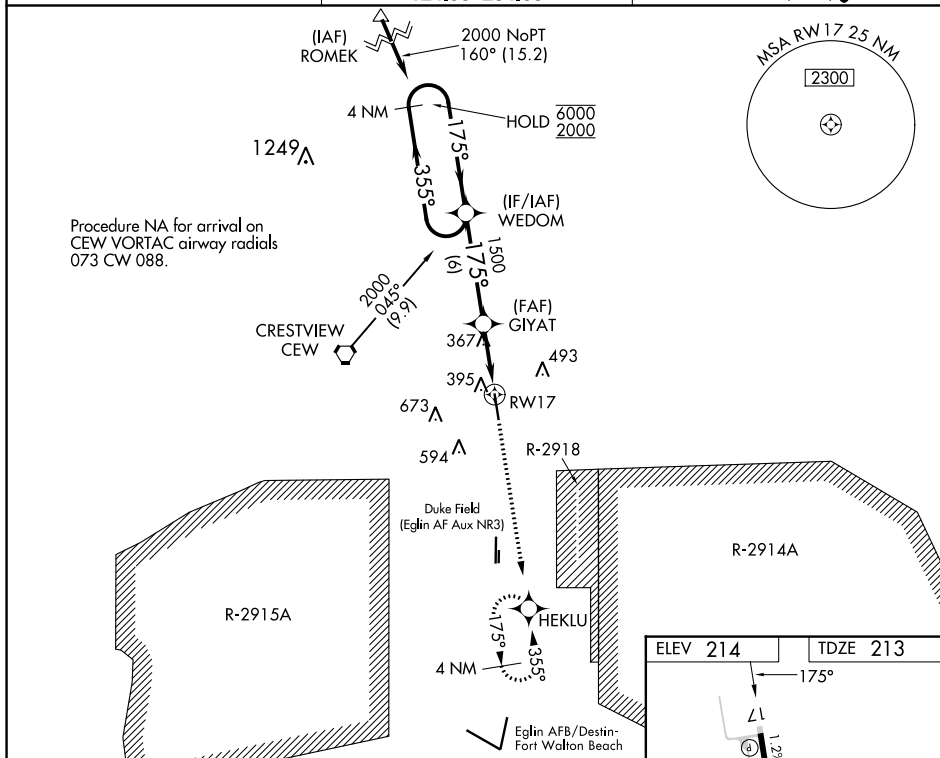 (IAF)
ROMEK
2000 NoPT
160° (15.2)
MSA RW17 25 NM
2300
4 NM
HOLD
6000
2000
175°
355°
1249
(IF/IAF)
WEDOM
Procedure NA for arrival on
CEW VORTAC airway radials
073 CW 088.
1500
175°
(6)
2000
045°
(9.9)
CRESTVIEW
CEW
(FAF)
GIYAT
367
493
395
RW17
673
594
R-2918
Duke Field
(Eglin AF Aux NR3)
R-2914A
R-2915A
HEKLU
175°
355°
4 NM
ELEV 214
TDZE 213
175°
17
P
Eglin AFB/Destin-
Fort Walton Beach